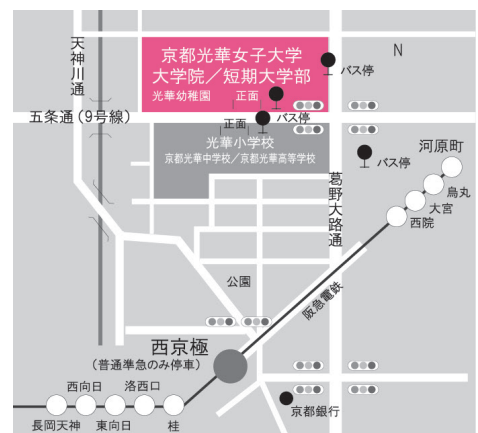 天神川通
京都光華女子大学
大学院／短期大学部
光華幼稚園
正面
N
バス停
五条通（9号線）
正面
バス停
光華小学校
京都光華中学校／京都光華高等学校
バス停
葛野大路通
河原町
烏丸
大宮
西院
公園
阪急電鉄
西京極
（普通準急のみ停車）
西向日
洛西口
長岡天神
東向日
桂
京都銀行